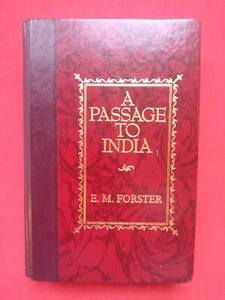 A
PASSAGE
TO
INDIA
E. M. FORSTER